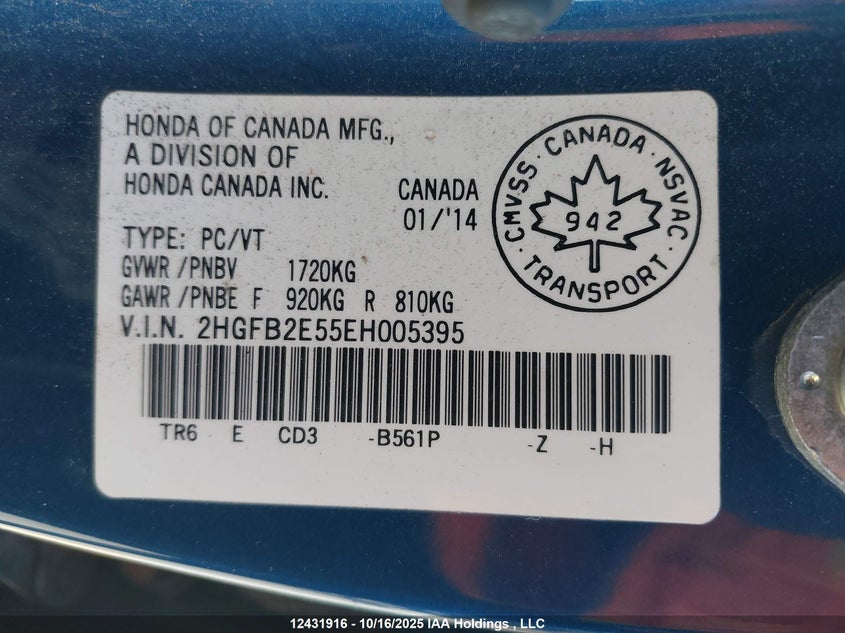 HONDA OF CANADA MFG.,
A DIVISION OF
HONDA CANADA INC.
CANADA
01/'14
TYPE: PC/VT
GVWR /PNBV 1720KG
GAWR /PNBE F 920KG R 810KG
V.I.N. 2HGFB2E55EH005395
TR6 E CD3 -B561P -Z -H
CMVSS · CANADA · NSVAC · TRANSPORT ·
942
12431916 - 10/16/2025 IAA Holdings , LLC